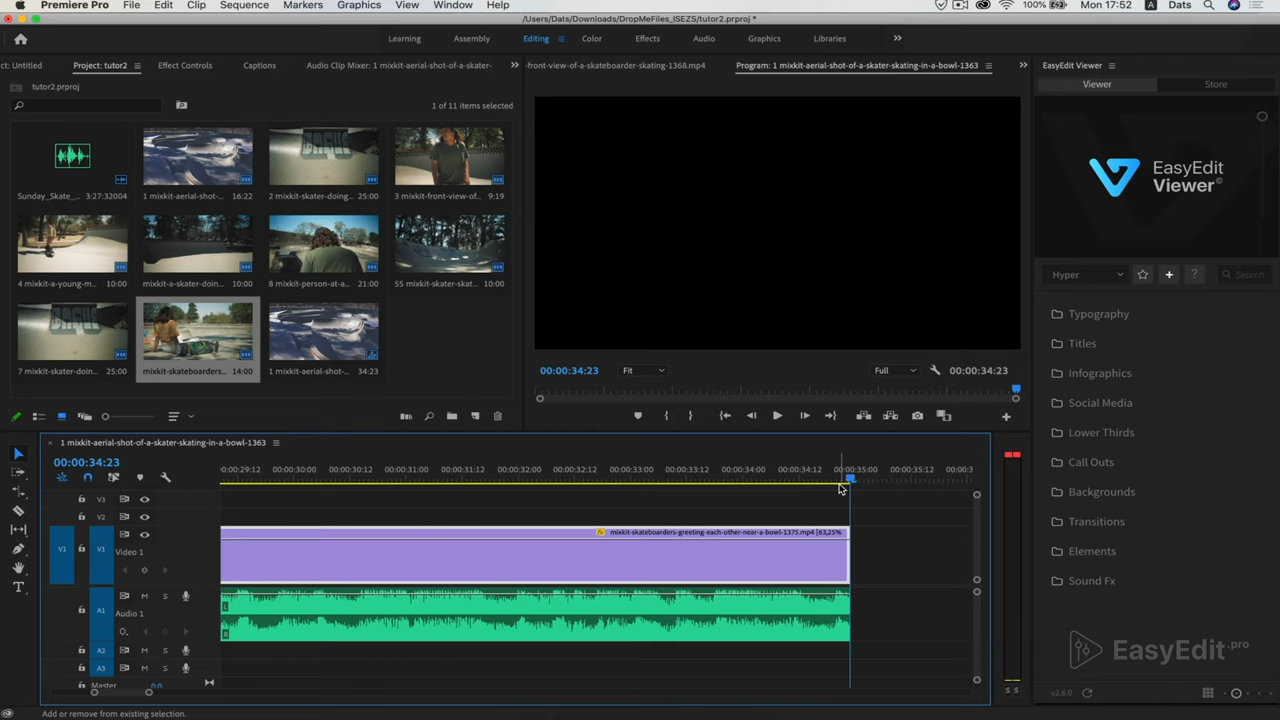 Premiere Pro File Edit Clip Sequence Markers Graphics View Window Help 100% A Mon 17:52 Dats
/Users/Dats/Downloads/DropMeFiles_ISEZS/tutor2.prproj *
Learning Assembly Editing Color Effects Audio Graphics Libraries
ct: Untitled Project: tutor2 Effect Controls Captions Audio Clip Mixer: 1 mixkit-aerial-shot-of-a-skater-
-front-view-of-a-skateboarder-skating-1368.mp4 Program: 1 mixkit-aerial-shot-of-a-skater-skating-in-a-bowl-1363
EasyEdit Viewer
tutor2.prproj
Viewer Store
1 of 11 items selected
EasyEdit
Viewer©
Sunday_Skate_... 3:27:32004
1 mixkit-aerial-shot-... 16:22
2 mixkit-skater-doing... 25:00
3 mixkit-front-view-of... 9:19
4 mixkit-a-young-m... 10:00
mixkit-a-skater-doin... 10:00
8 mixkit-person-at-a... 21:00
55 mixkit-skater-skat... 10:00
7 mixkit-skater-doin... 25:00
mixkit-skateboarders... 14:00
1 mixkit-aerial-shot-... 34:23
Hyper + ? Search
Typography
Titles
Infographics
Social Media
Lower Thirds
Call Outs
Backgrounds
Transitions
Elements
Sound Fx
EasyEdit.pro
v2.6.0
00:00:34:23 Fit Full 00:00:34:23
1 mixkit-aerial-shot-of-a-skater-skating-in-a-bowl-1363
00:00:34:23
00:00:29:12 00:00:30:00 00:00:30:12 00:00:31:00 00:00:31:12 00:00:32:00 00:00:32:12 00:00:33:00 00:00:33:12 00:00:34:00 00:00:34:12 00:00:35:00 00:00:35:12 00:00:3
V3
V2
V1 V1 Video 1
fx mixkit-skateboarders-greeting-each-other-near-a-bowl-1375.mp4 [63,25%
A1 M S
Audio 1
L
R
A2 M S
A3 M S
Master 0,0
S S
Add or remove from existing selection.